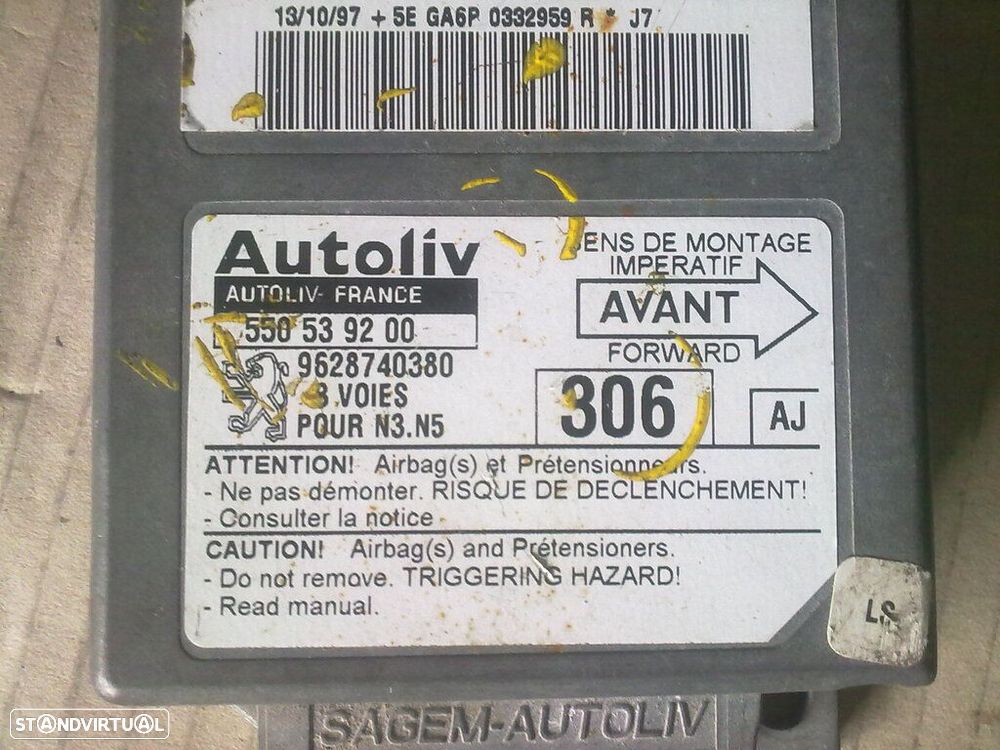 13/10/97 + 5E GA6P 0332959 R * J7
Autoliv
AUTOLIV- FRANCE
550 53 92 00
9628740380
VOIES
POUR N3.N5
SENS DE MONTAGE
IMPERATIF
AVANT
FORWARD
306
AJ
ATTENTION! Airbag(s) et Prétensionneurs.
- Ne pas démonter. RISQUE DE DECLENCHEMENT!
- Consulter la notice
CAUTION! Airbag(s) and Prétensioners.
- Do not remove. TRIGGERING HAZARD!
- Read manual.
LS
SAGEM-AUTOLIV
STANDVIRTUAL